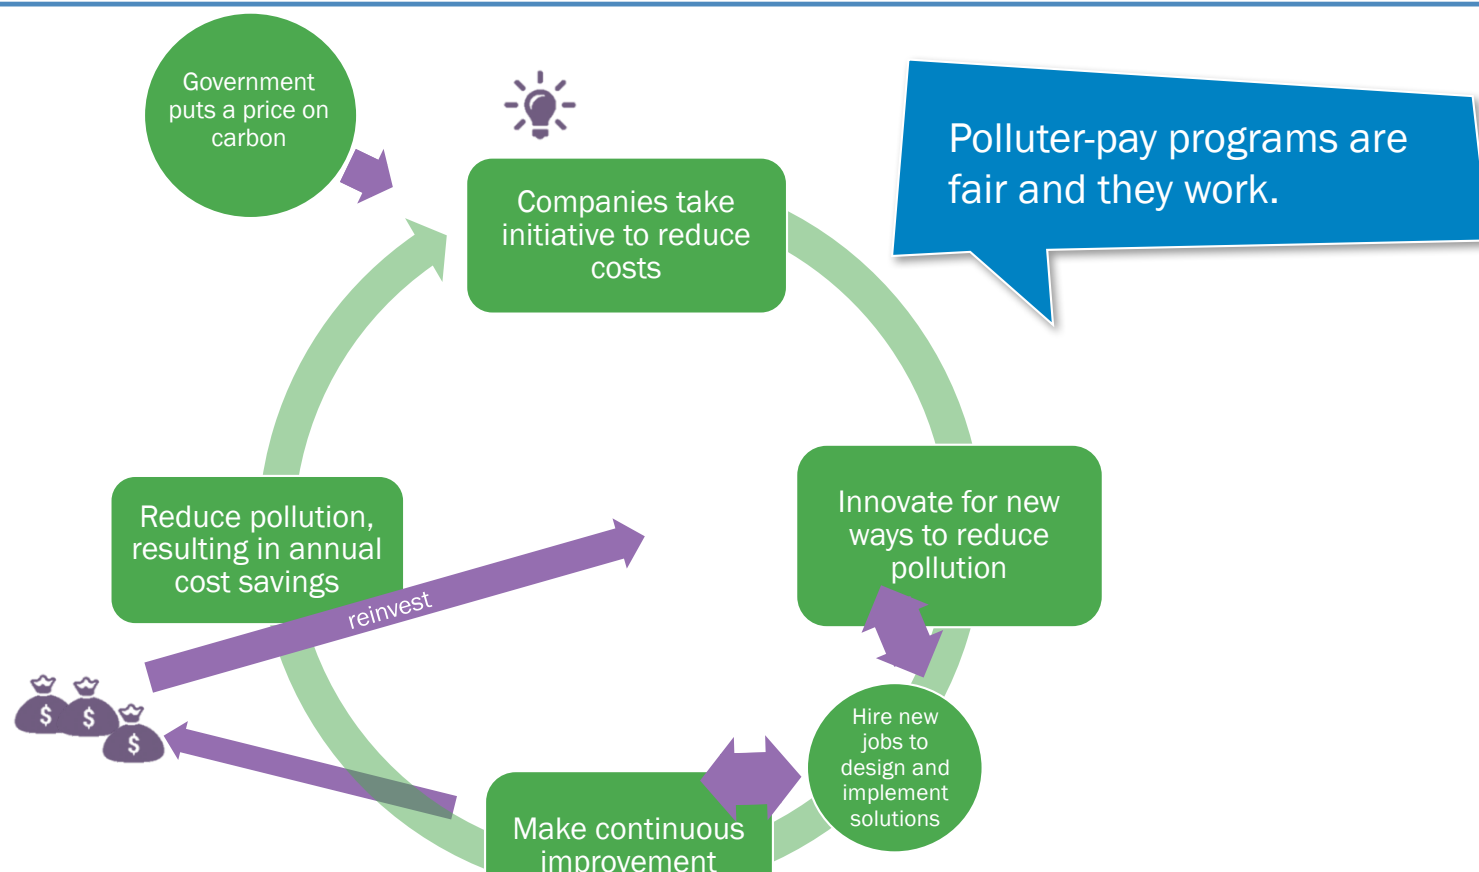 Government
puts a price on
carbon
Companies take
initiative to reduce
costs
Polluter-pay programs are
fair and they work.
Innovate for new
ways to reduce
pollution
Reduce pollution,
resulting in annual
cost savings
reinvest
$ $ $
Hire new
jobs to
design and
implement
solutions
Make continuous
improvement